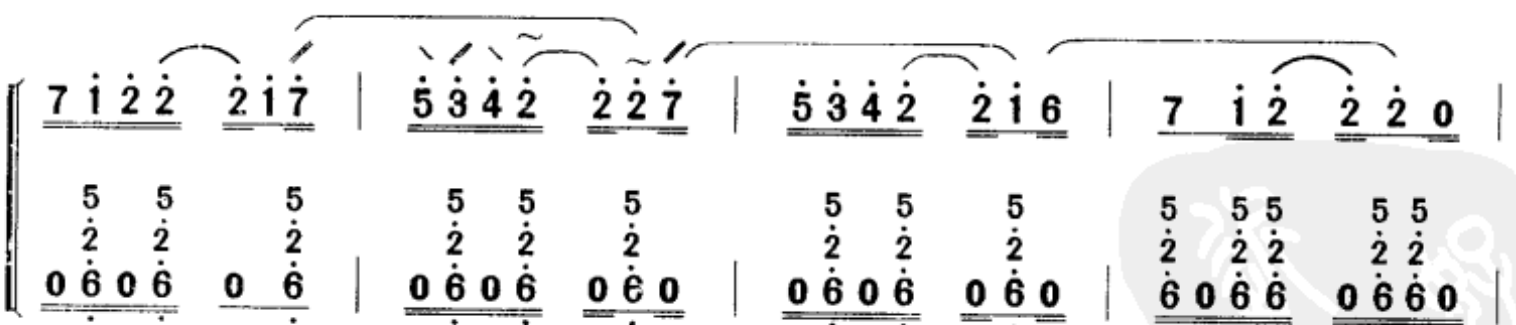 7 1̇ 2̇ 2̇ 2̇ 1̇ 7̇ | 5̇ 3̇ 4̇ 2̇ 2̇ 2̇ 7̇ | 5̇ 3̇ 4̇ 2̇ 2̇ 1̇ 6 | 7 1̇ 2̇ 2̇ 2̇ 0 |
5 5 5 | 5 5 5 | 5 5 5 | 5 5 5 5 5
2̇ 2̇ 2̇ | 2̇ 2̇ 2̇ | 2̇ 2̇ 2̇ | 2̇ 2̇ 2̇ 2̇ 2̇
0 6̇ 0 6̇ 0 6̇ | 0 6̇ 0 6̇ 0 6̇ 0 | 0 6̇ 0 6̇ 0 6̇ 0 | 6̇ 0 6̇ 6̇ 0 6̇ 6̇ 0 |